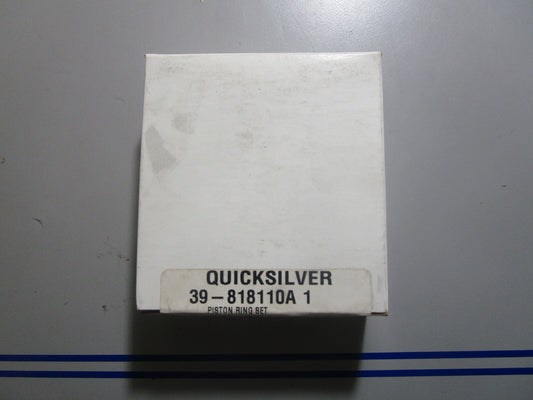 QUICKSILVER
39-818110A 1
PISTON RING SET